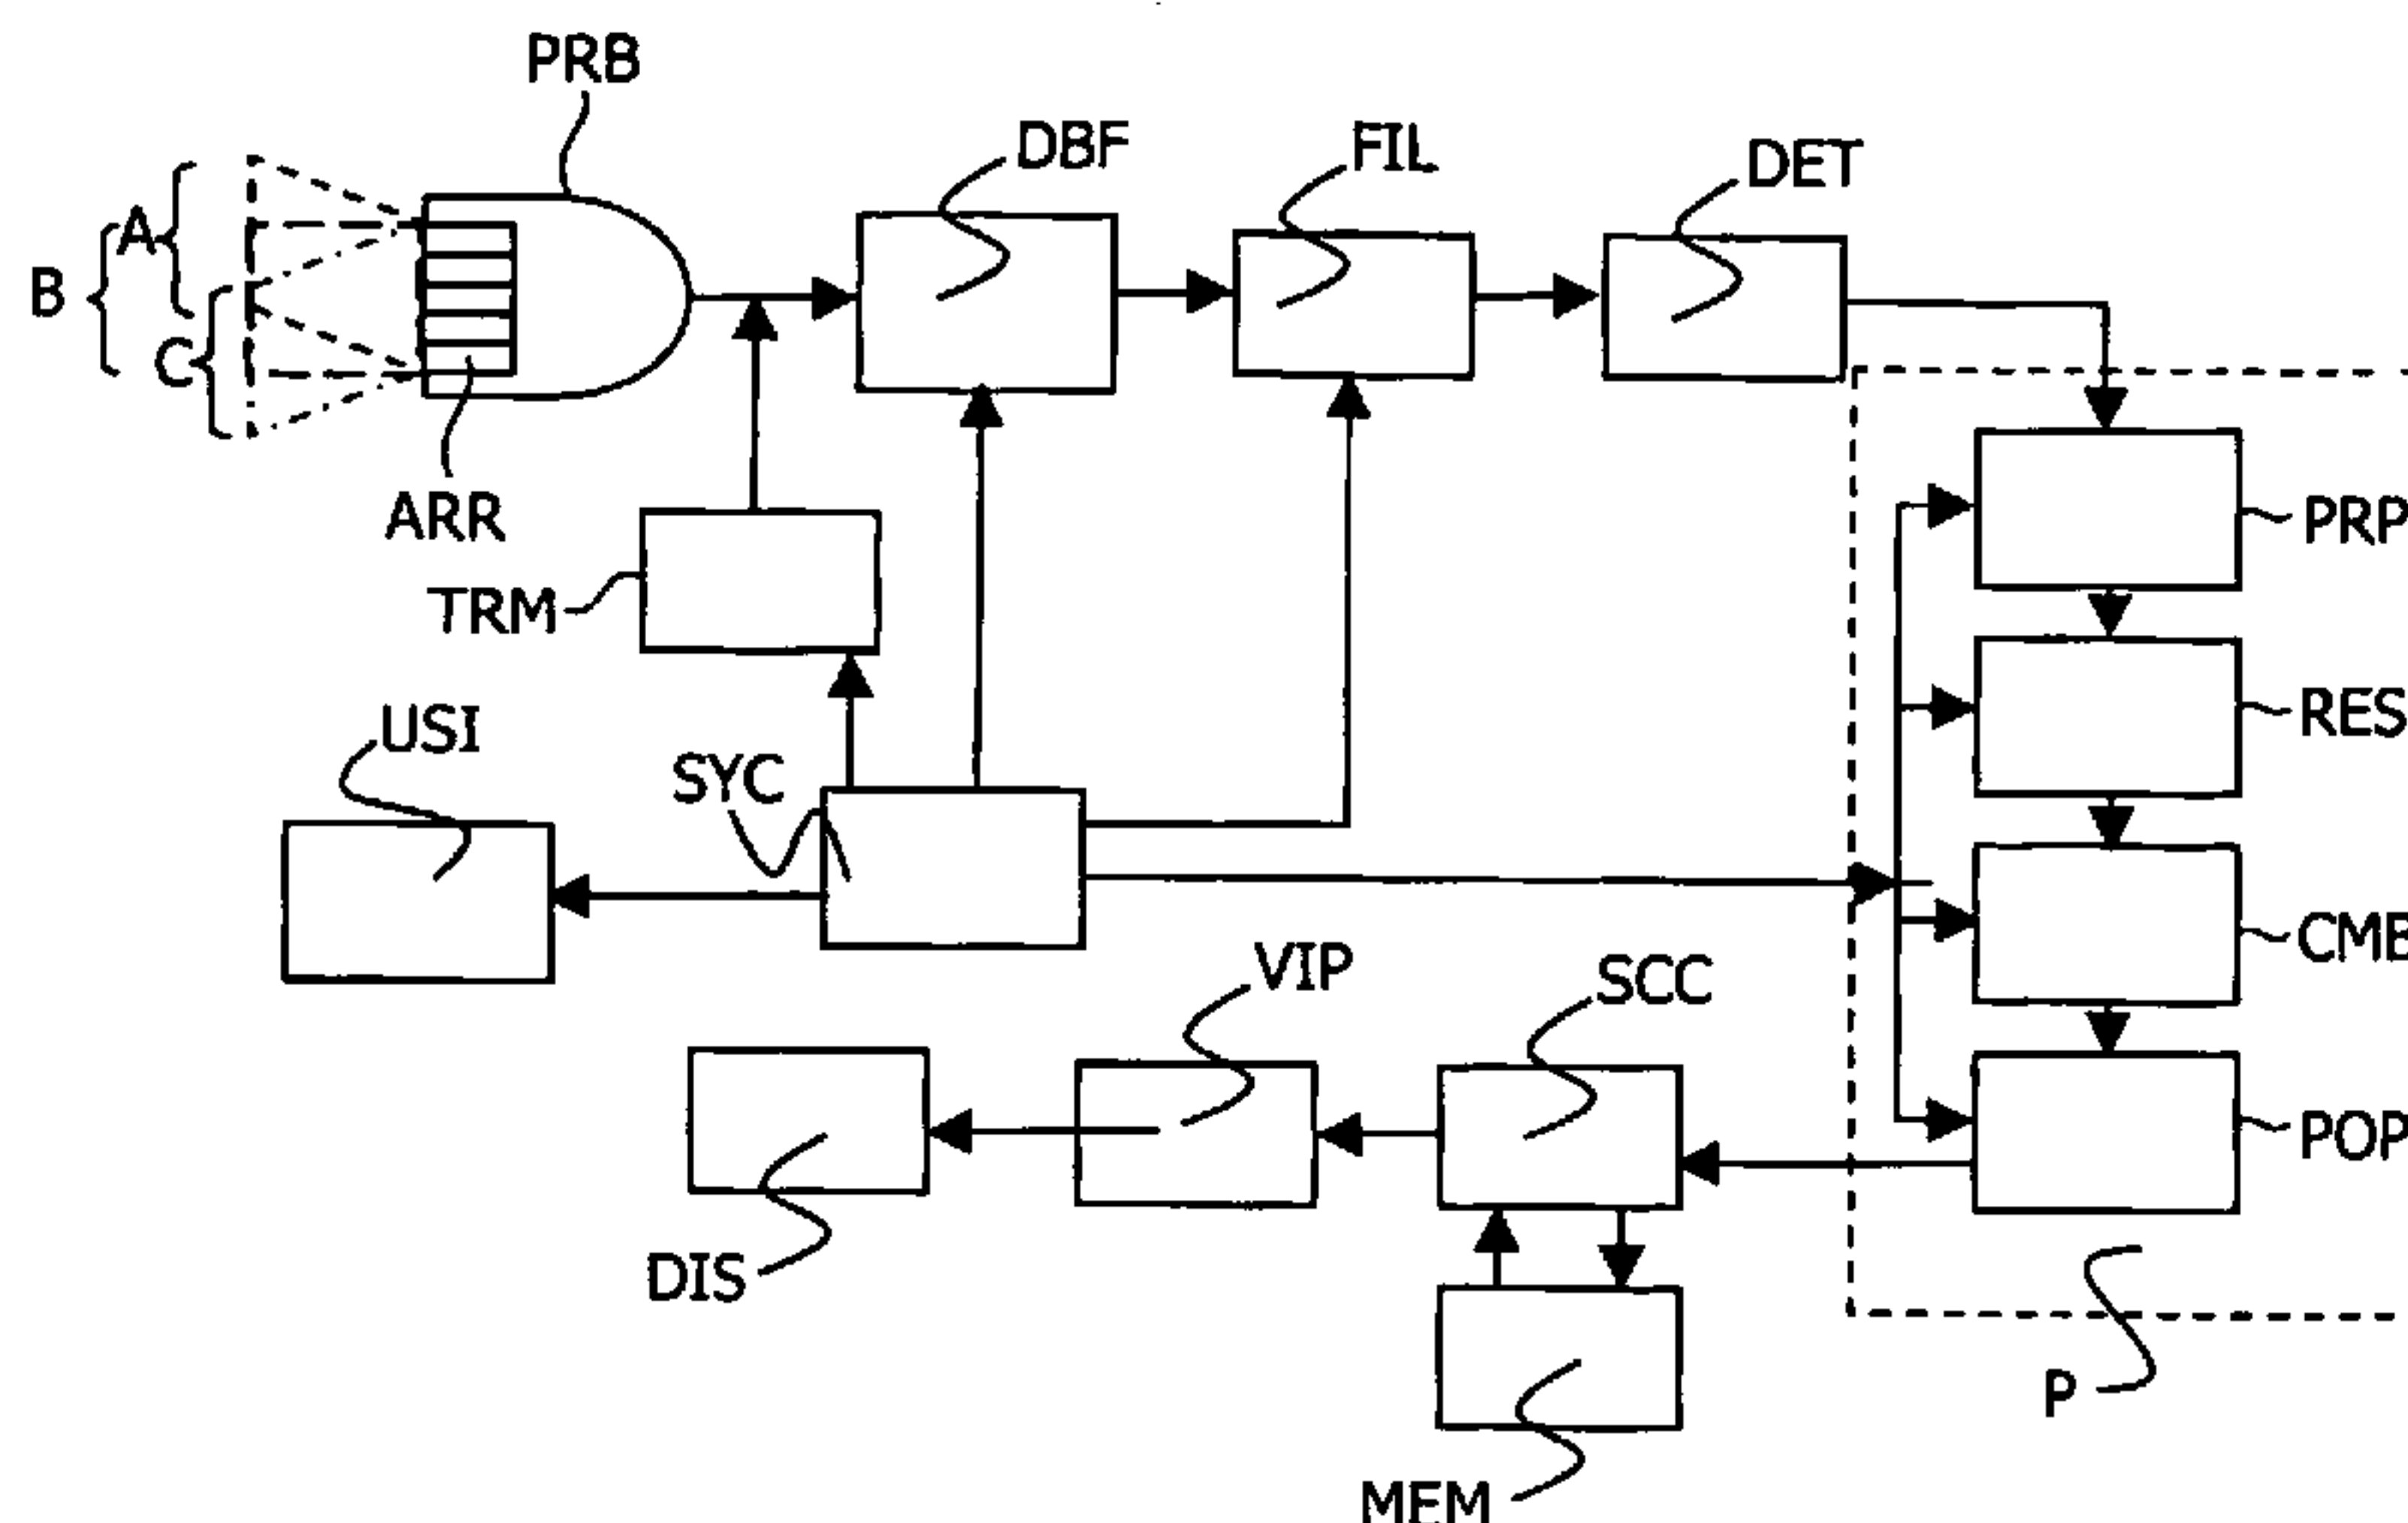 PRB
DBF
FIL
DET
A
B
C
ARR
PRP
TRM
RES
USI
SYC
CMB
VIP
SCC
POP
DIS
P
MEM